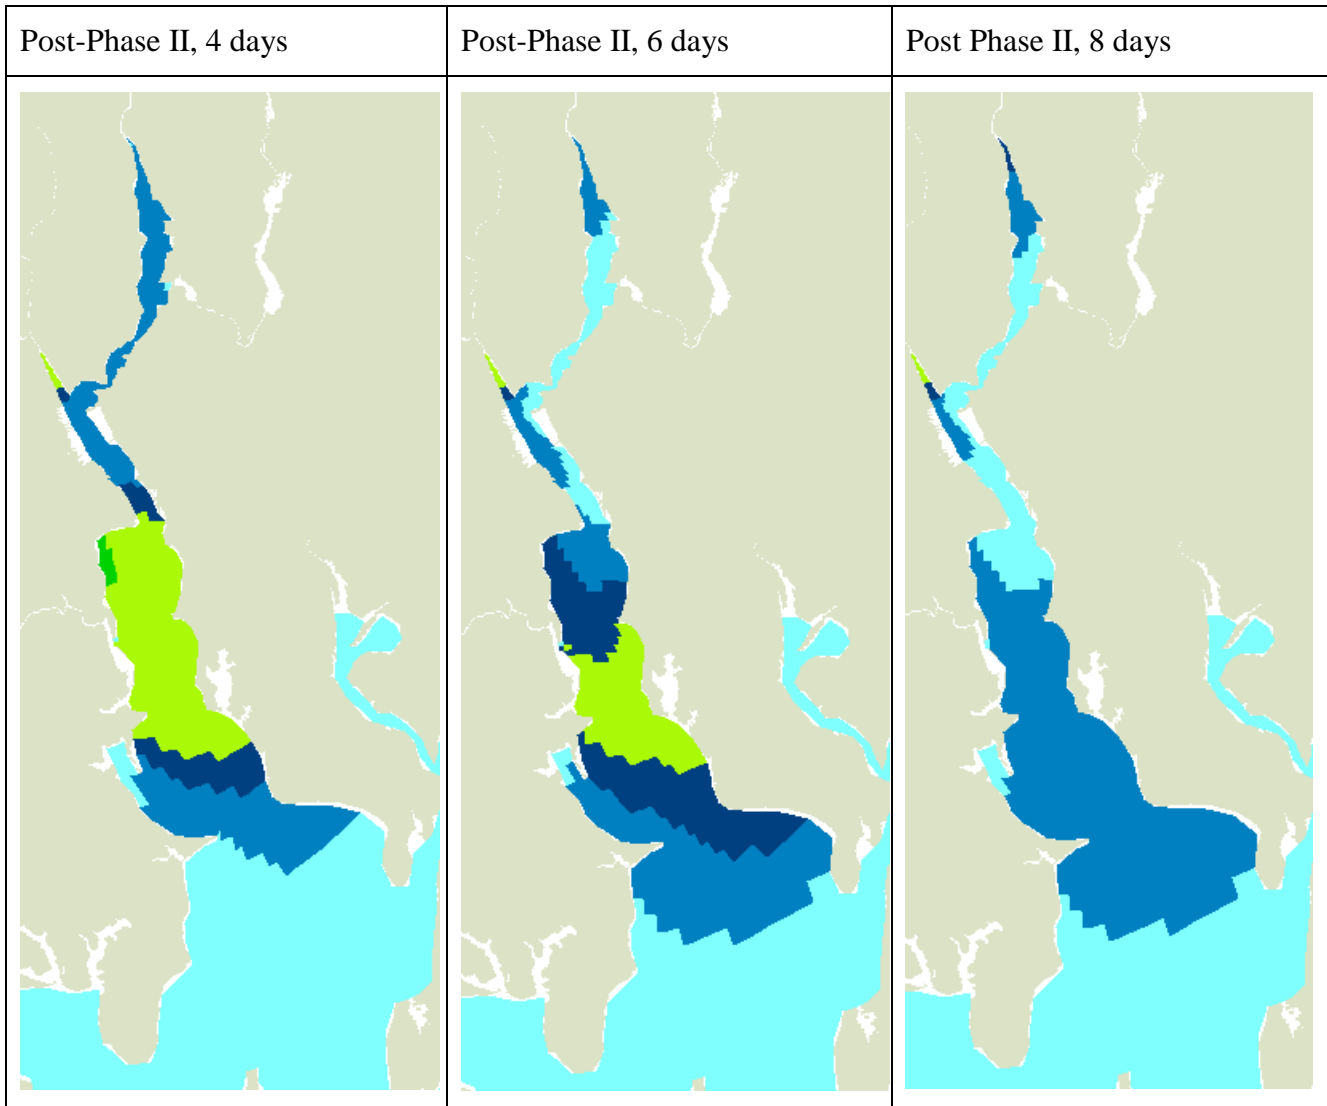 Post-Phase II, 4 days
Post-Phase II, 6 days
Post Phase II, 8 days